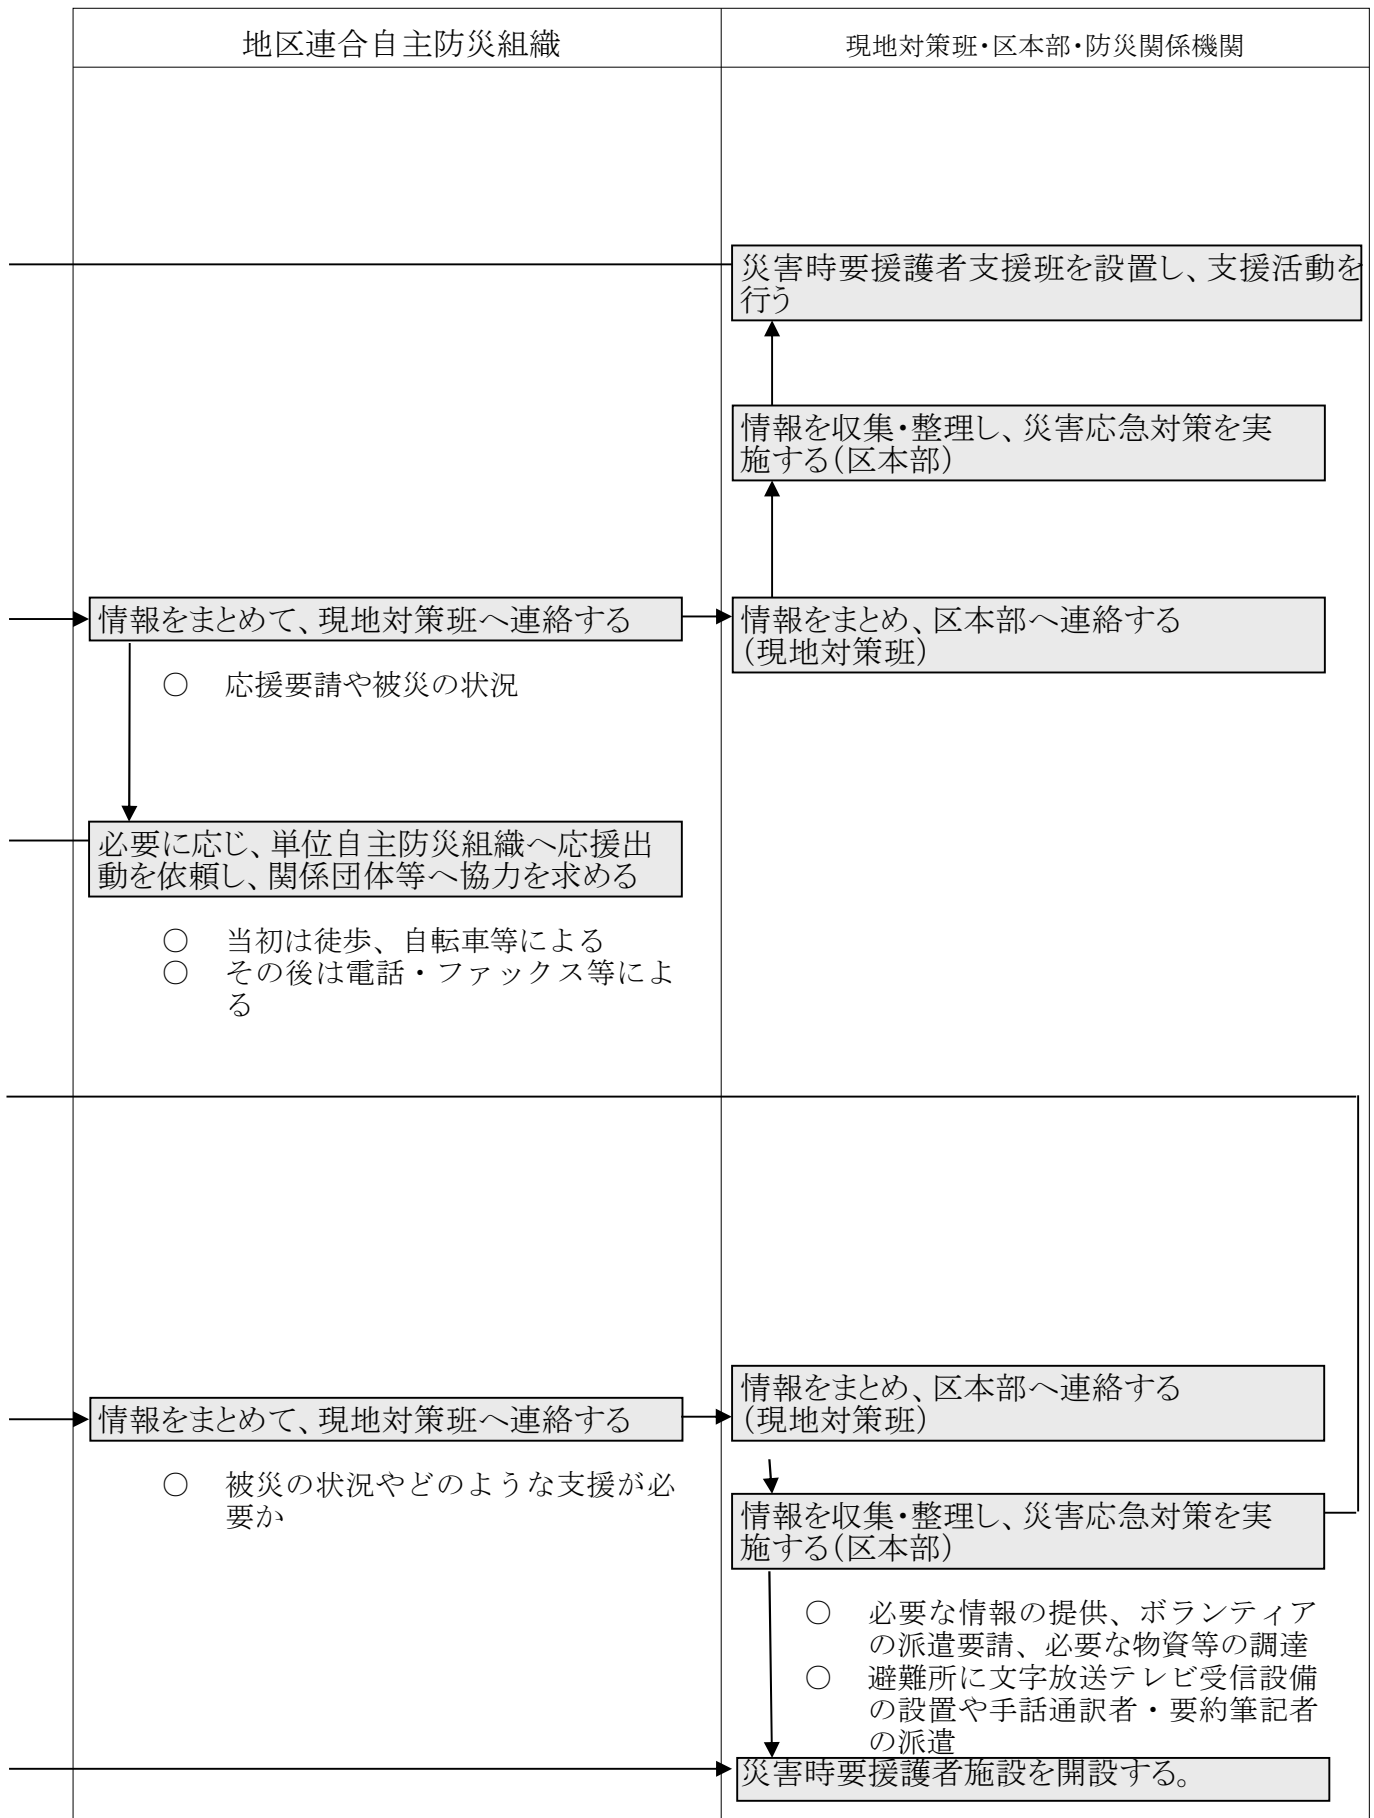 地区連合自主防災組織
現地対策班・区本部・防災関係機関
災害時要援護者支援班を設置し、支援活動を
行う
情報を収集・整理し、災害応急対策を実
施する（区本部）
情報をまとめて、現地対策班へ連絡する
情報をまとめ、区本部へ連絡する
（現地対策班）
○ 応援要請や被災の状況
必要に応じ、単位自主防災組織へ応援出
動を依頼し、関係団体等へ協力を求める
○ 当初は徒歩、自転車等による
○ その後は電話・ファックス等によ
る
情報をまとめ、区本部へ連絡する
（現地対策班）
情報をまとめて、現地対策班へ連絡する
○ 被災の状況やどのような支援が必
要か
情報を収集・整理し、災害応急対策を実
施する（区本部）
○ 必要な情報の提供、ボランティア
の派遣要請、必要な物資等の調達
○ 避難所に文字放送テレビ受信設備
の設置や手話通訳者・要約筆記者
の派遣
災害時要援護者施設を開設する。